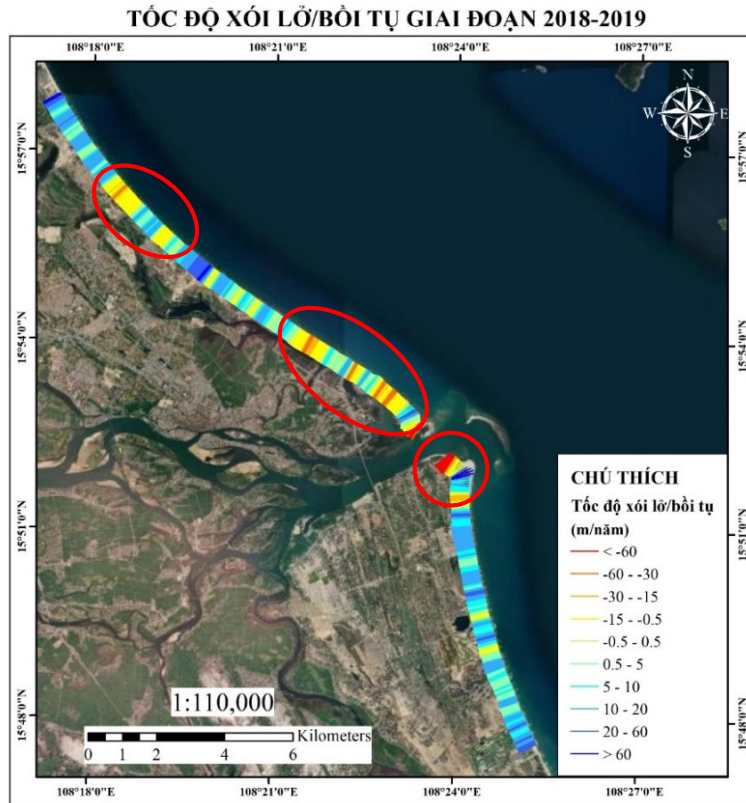 TỐC ĐỘ XÓI LỞ/BỒI TỤ GIAI ĐOẠN 2018-2019
108°18'0"E 108°21'0"E 108°24'0"E 108°27'0"E
N
W E
S
15°57'0"N 15°57'0"N
15°54'0"N 15°54'0"N
15°51'0"N 15°51'0"N
15°48'0"N 15°48'0"N
CHÚ THÍCH
Tốc độ xói lở/bồi tụ
(m/năm)
< -60
-60 - -30
-30 - -15
-15 - -0.5
-0.5 - 0.5
0.5 - 5
5 - 10
10 - 20
20 - 60
> 60
1:110,000
Kilometers
0 1 2 4 6
108°18'0"E 108°21'0"E 108°24'0"E 108°27'0"E